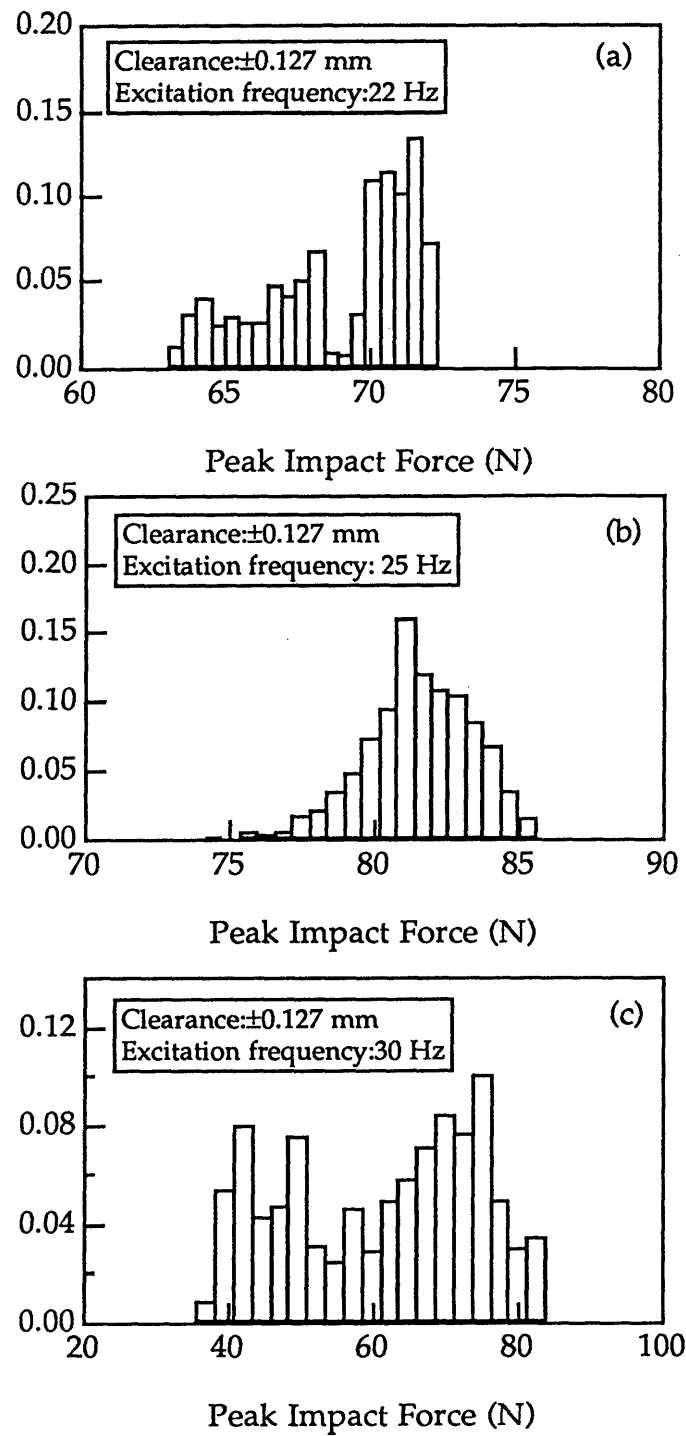 0.20
Clearance:±0.127 mm
(a)
Excitation frequency:22 Hz
0.15
0.10
0.05
0.00
60 65 70 75 80
Peak Impact Force (N)
0.25
Clearance:±0.127 mm
(b)
Excitation frequency: 25 Hz
0.20
0.15
0.10
0.05
0.00
70 75 80 85 90
Peak Impact Force (N)
Clearance:±0.127 mm
(c)
0.12
Excitation frequency:30 Hz
0.08
0.04
0.00
20 40 60 80 100
Peak Impact Force (N)